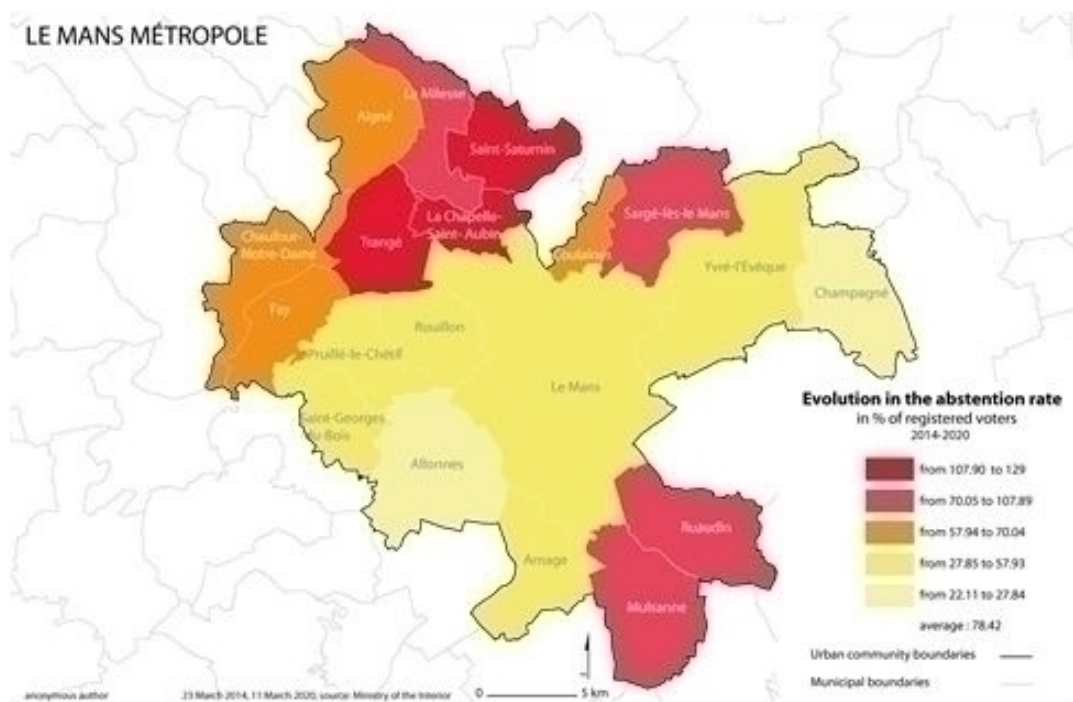 LE MANS MÉTROPOLE
La Milesse
Aigné
Saint-Saturnin
La Chapelle-
Saint- Aubin
Sargé-lès-le Mans
Trangé
Chaufour-
Notre-Dame
Coulaines
Yvré-l'Evêque
Champagné
Fay
Rouillon
Pruillé-le-Chétif
Le Mans
Saint-Georges
du Bois
Allonnes
Ruaudin
Arnage
Mulsanne
Evolution in the abstention rate
in % of registered voters
2014-2020
from 107.90 to 129
from 70.05 to 107.89
from 57.94 to 70.04
from 27.85 to 57.93
from 22.11 to 27.84
average : 78.42
Urban community boundaries
Municipal boundaries
anonymous author
23 March 2014, 11 March 2020, source: Ministry of the Interior
0 5 km